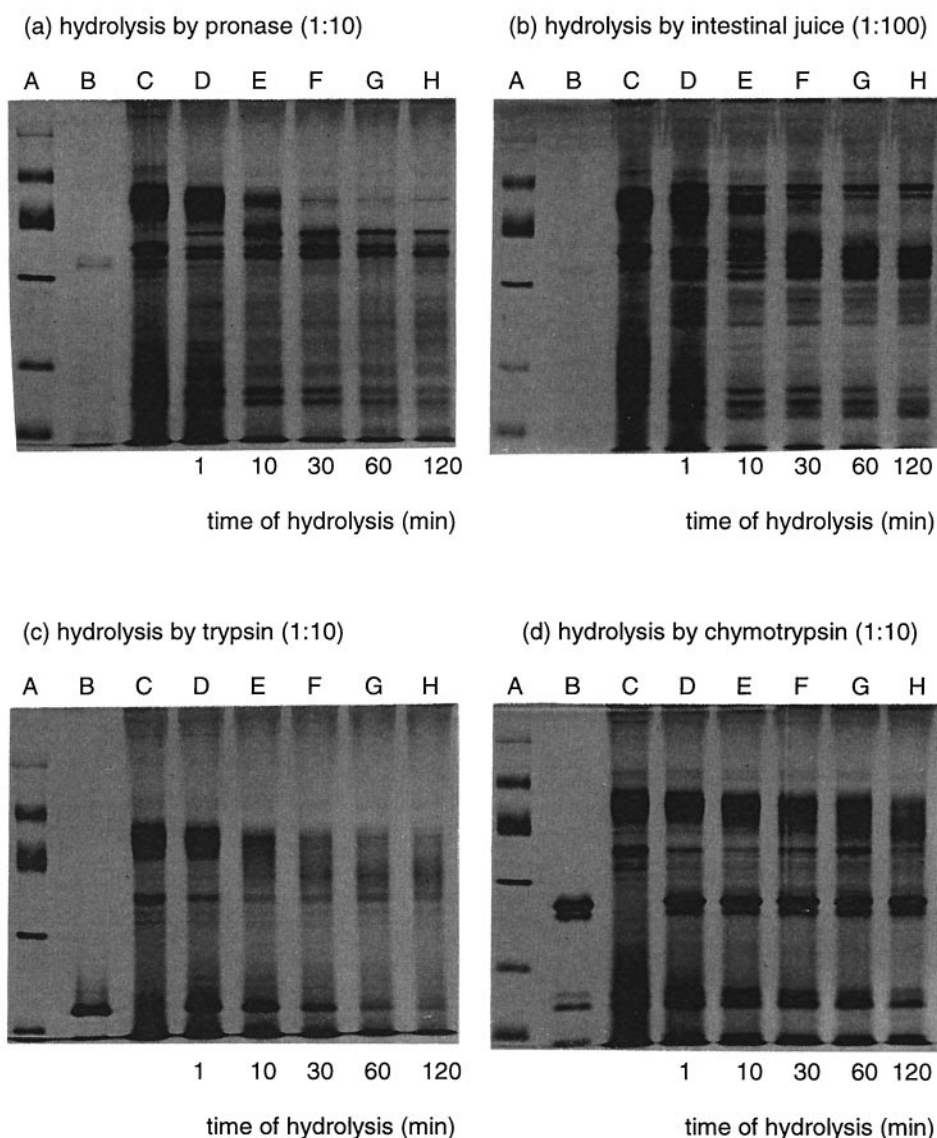 (a) hydrolysis by pronase (1:10)
(b) hydrolysis by intestinal juice (1:100)
A B C D E F G H
A B C D E F G H
1 10 30 60 120
1 10 30 60 120
time of hydrolysis (min)
time of hydrolysis (min)
(c) hydrolysis by trypsin (1:10)
(d) hydrolysis by chymotrypsin (1:10)
A B C D E F G H
A B C D E F G H
1 10 30 60 120
1 10 30 60 120
time of hydrolysis (min)
time of hydrolysis (min)